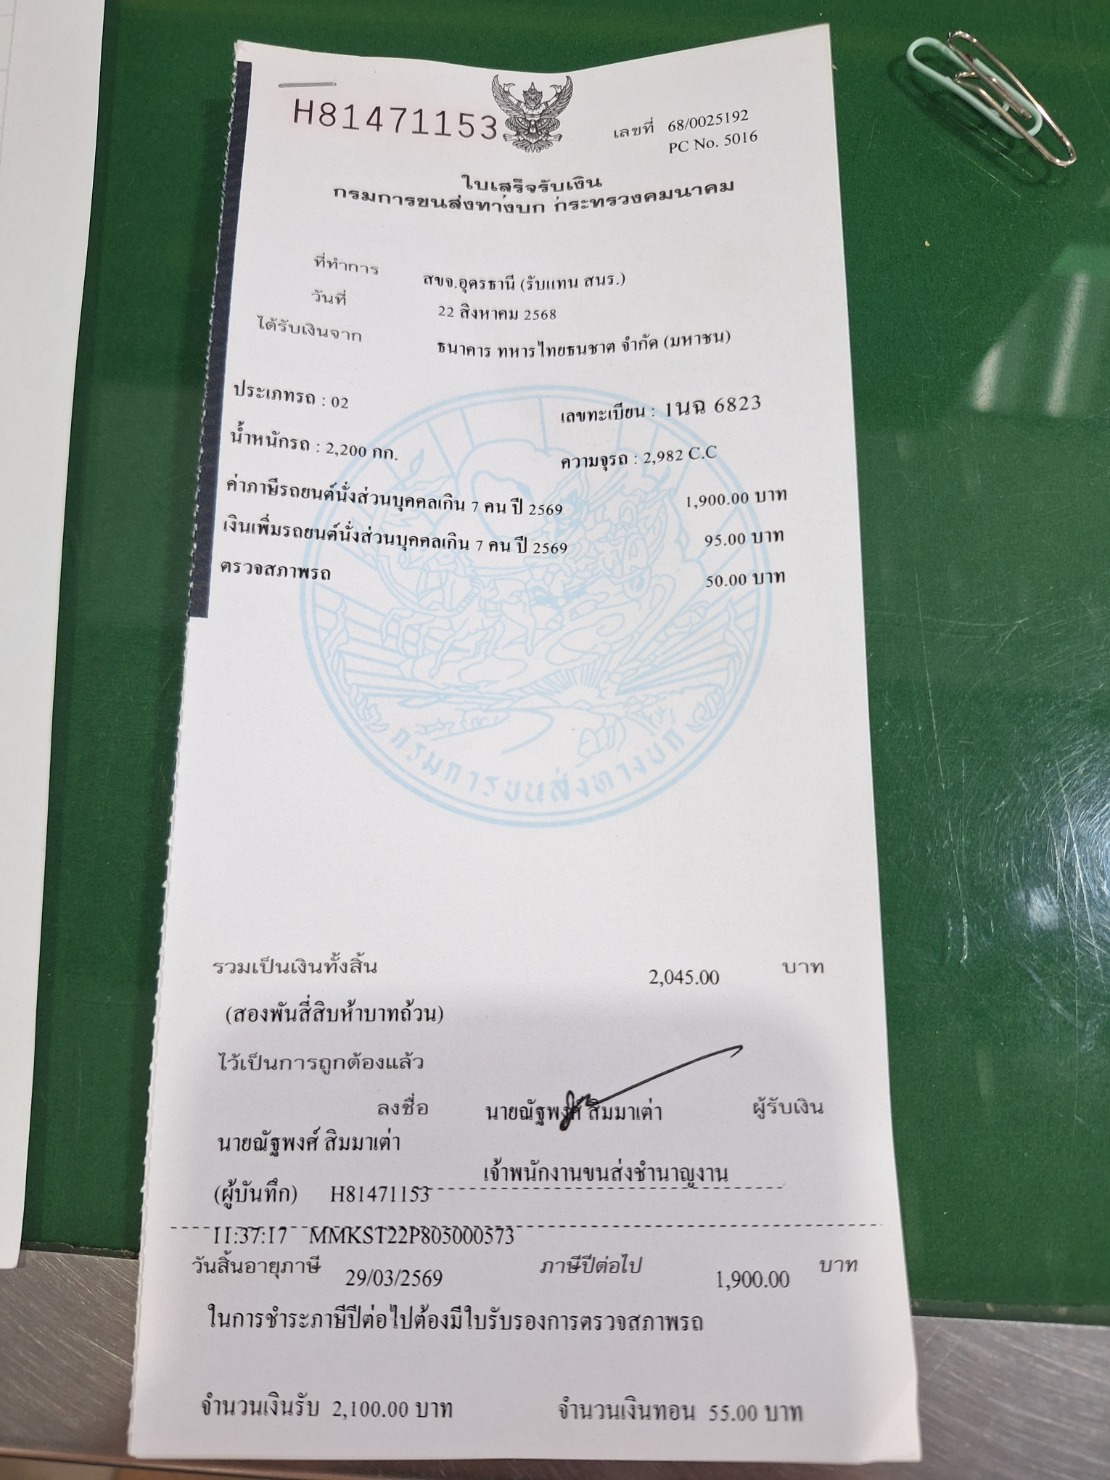 H81471153
เลขที่ 68/0025192
PC No. 5016
ใบเสร็จรับเงิน
กรมการขนส่งทางบก กระทรวงคมนาคม
ที่ทำการ สขจ.อุดรธานี (รับแทน สนร.)
วันที่ 22 สิงหาคม 2568
ได้รับเงินจาก ธนาคาร ทหารไทยธนชาต จำกัด (มหาชน)
ประเภทรถ : 02 เลขทะเบียน : 1นฉ 6823
น้ำหนักรถ : 2,200 กก. ความจุรถ : 2,982 C.C
ค่าภาษีรถยนต์นั่งส่วนบุคคลเกิน 7 คน ปี 2569 1,900.00 บาท
เงินเพิ่มรถยนต์นั่งส่วนบุคคลเกิน 7 คน ปี 2569 95.00 บาท
ตรวจสภาพรถ 50.00 บาท
กรมการขนส่งทางบก
รวมเป็นเงินทั้งสิ้น 2,045.00 บาท
(สองพันสี่สิบห้าบาทถ้วน)
ไว้เป็นการถูกต้องแล้ว
ลงชื่อ นายณัฐพงศ์ สิมมาเต่า ผู้รับเงิน
นายณัฐพงศ์ สิมมาเต่า
เจ้าพนักงานขนส่งชำนาญงาน
(ผู้บันทึก) H81471153
11:37:17 MMKST22P805000573
วันสิ้นอายุภาษี 29/03/2569 ภาษีปีต่อไป 1,900.00 บาท
ในการชำระภาษีปีต่อไปต้องมีใบรับรองการตรวจสภาพรถ
จำนวนเงินรับ 2,100.00 บาท จำนวนเงินทอน 55.00 บาท